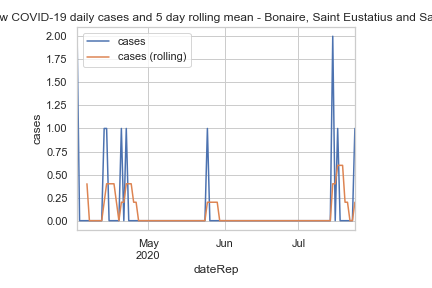 w COVID-19 daily cases and 5 day rolling mean - Bonaire, Saint Eustatius and Sa
cases
cases (rolling)
2.00
1.75
1.50
1.25
1.00
0.75
0.50
0.25
0.00
cases
May
2020
Jun
Jul
dateRep